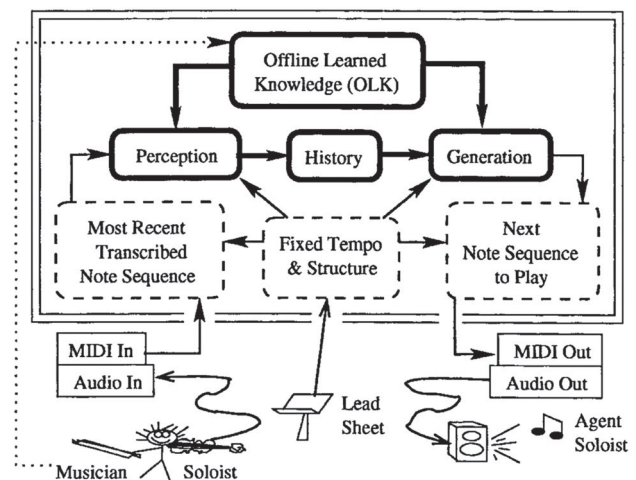 Offline Learned
Knowledge (OLK)
Perception
History
Generation
Most Recent
Transcribed
Note Sequence
Fixed Tempo
& Structure
Next
Note Sequence
to Play
MIDI In
Audio In
MIDI Out
Audio Out
Lead
Sheet
Agent
Soloist
Musician
Soloist